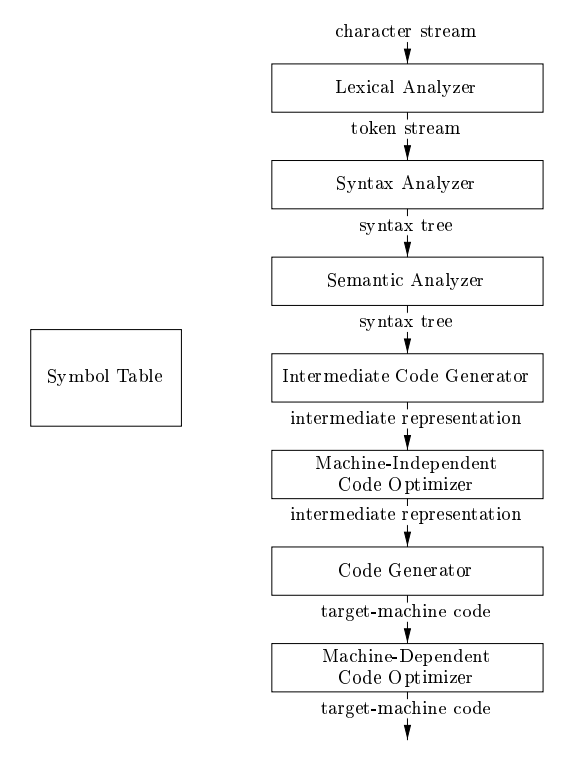 character stream
Lexical Analyzer
token stream
Syntax Analyzer
syntax tree
Semantic Analyzer
syntax tree
Symbol Table
Intermediate Code Generator
intermediate representation
Machine-Independent
Code Optimizer
intermediate representation
Code Generator
target-machine code
Machine-Dependent
Code Optimizer
target-machine code